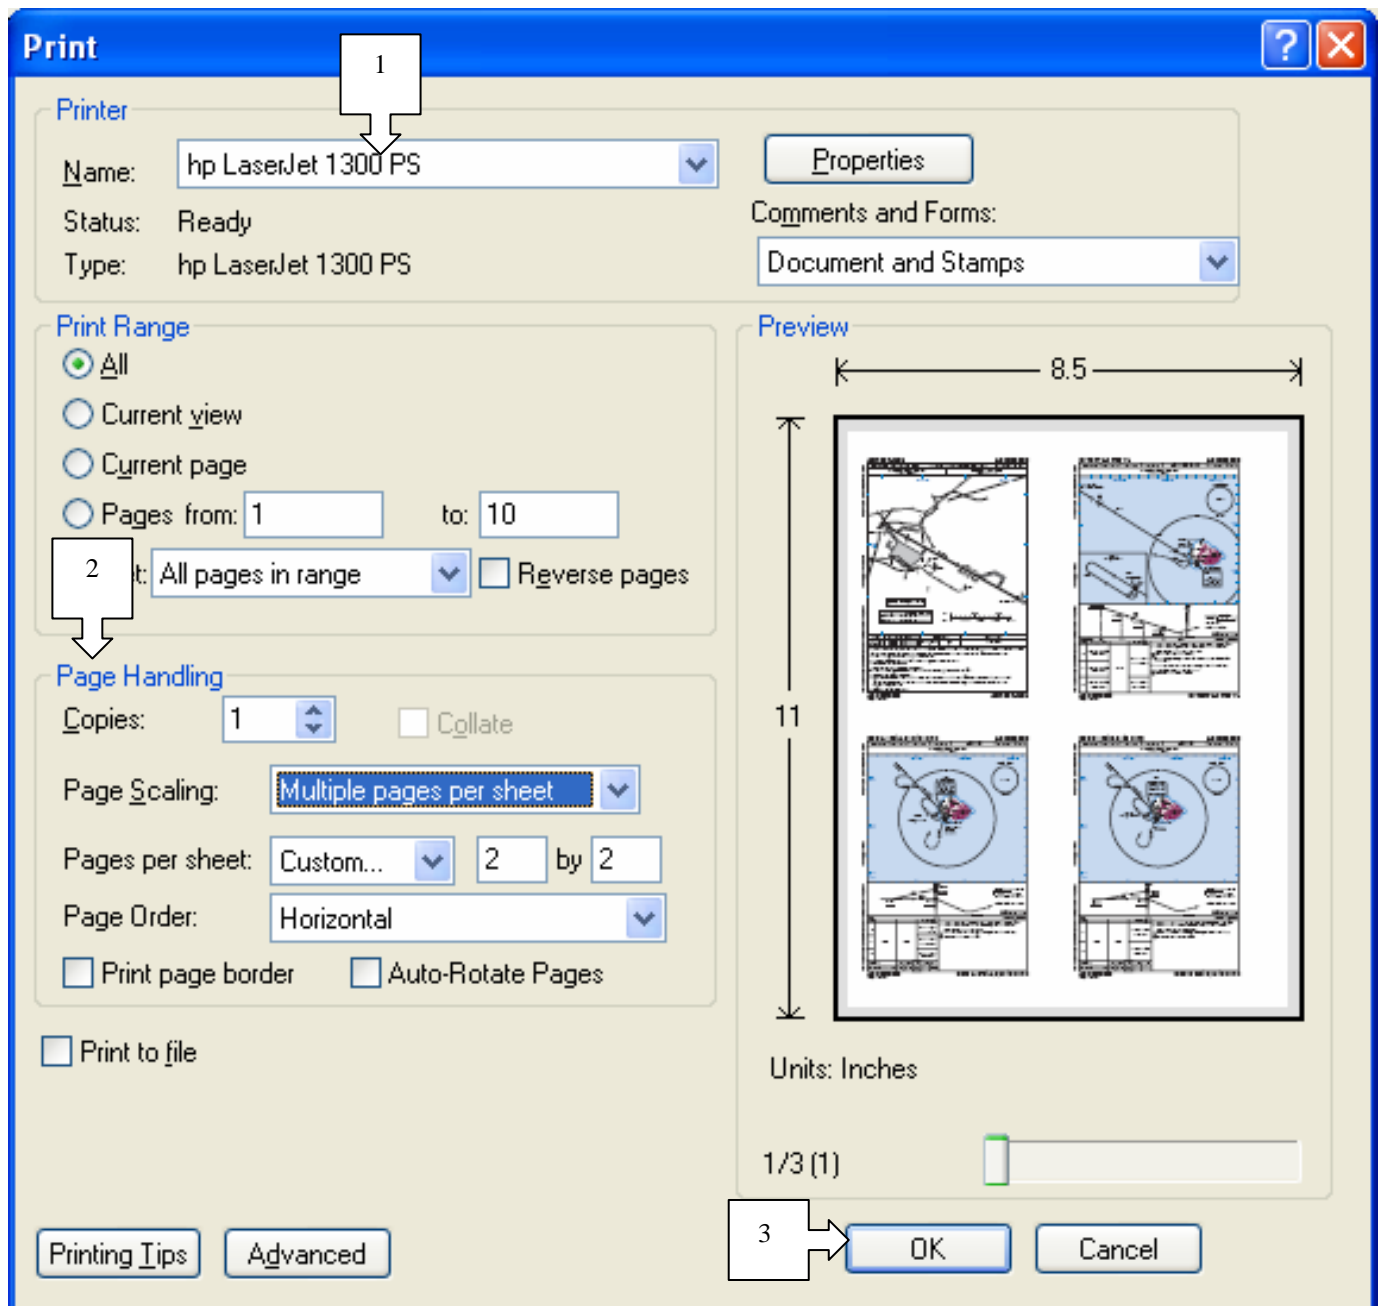 Print
1
Printer
Name: hp LaserJet 1300 PS
Properties
Status: Ready
Comments and Forms:
Type: hp LaserJet 1300 PS
Document and Stamps
Print Range
All
Current view
Current page
Pages from: 1 to: 10
2
t: All pages in range
Reverse pages
Page Handling
Copies: 1
Collate
Page Scaling: Multiple pages per sheet
Pages per sheet: Custom... 2 by 2
Page Order: Horizontal
Print page border
Auto-Rotate Pages
Print to file
Preview
8.5
11
Units: Inches
1/3 (1)
3
Printing Tips
Advanced
OK
Cancel